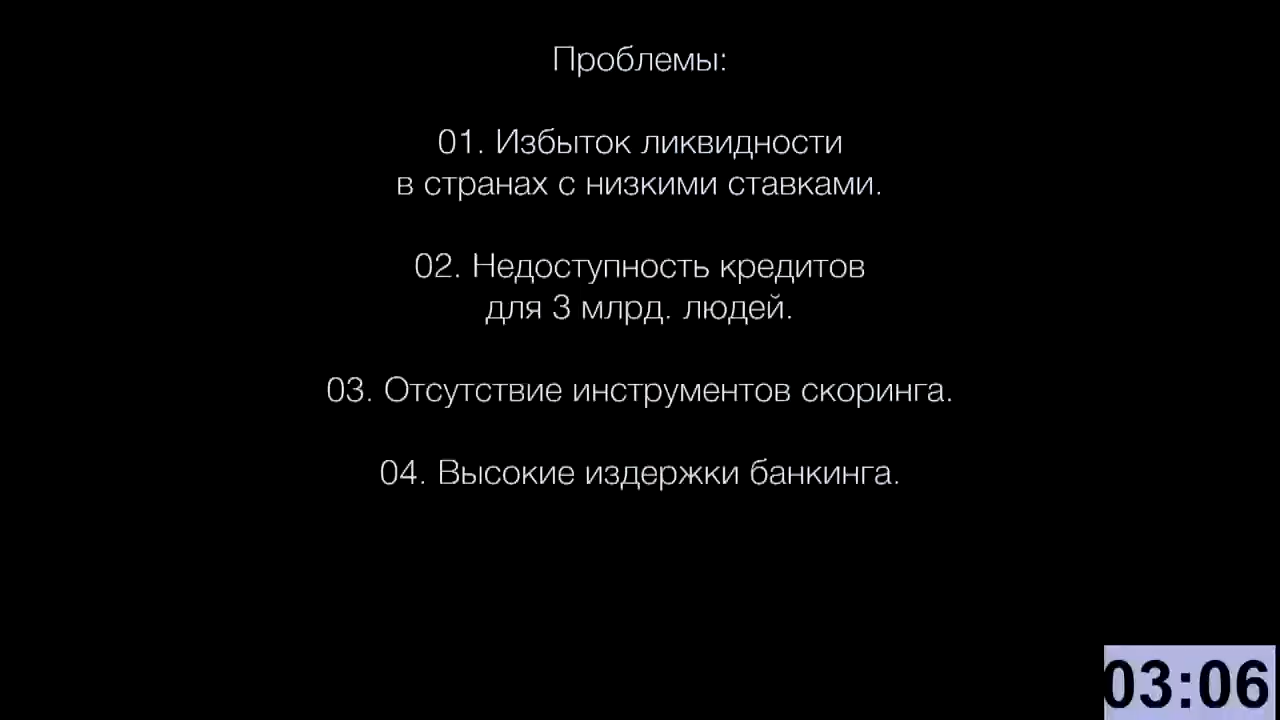 Проблемы:
01. Избыток ликвидности
в странах с низкими ставками.
02. Недоступность кредитов
для 3 млрд. людей.
03. Отсутствие инструментов скоринга.
04. Высокие издержки банкинга.
03:06